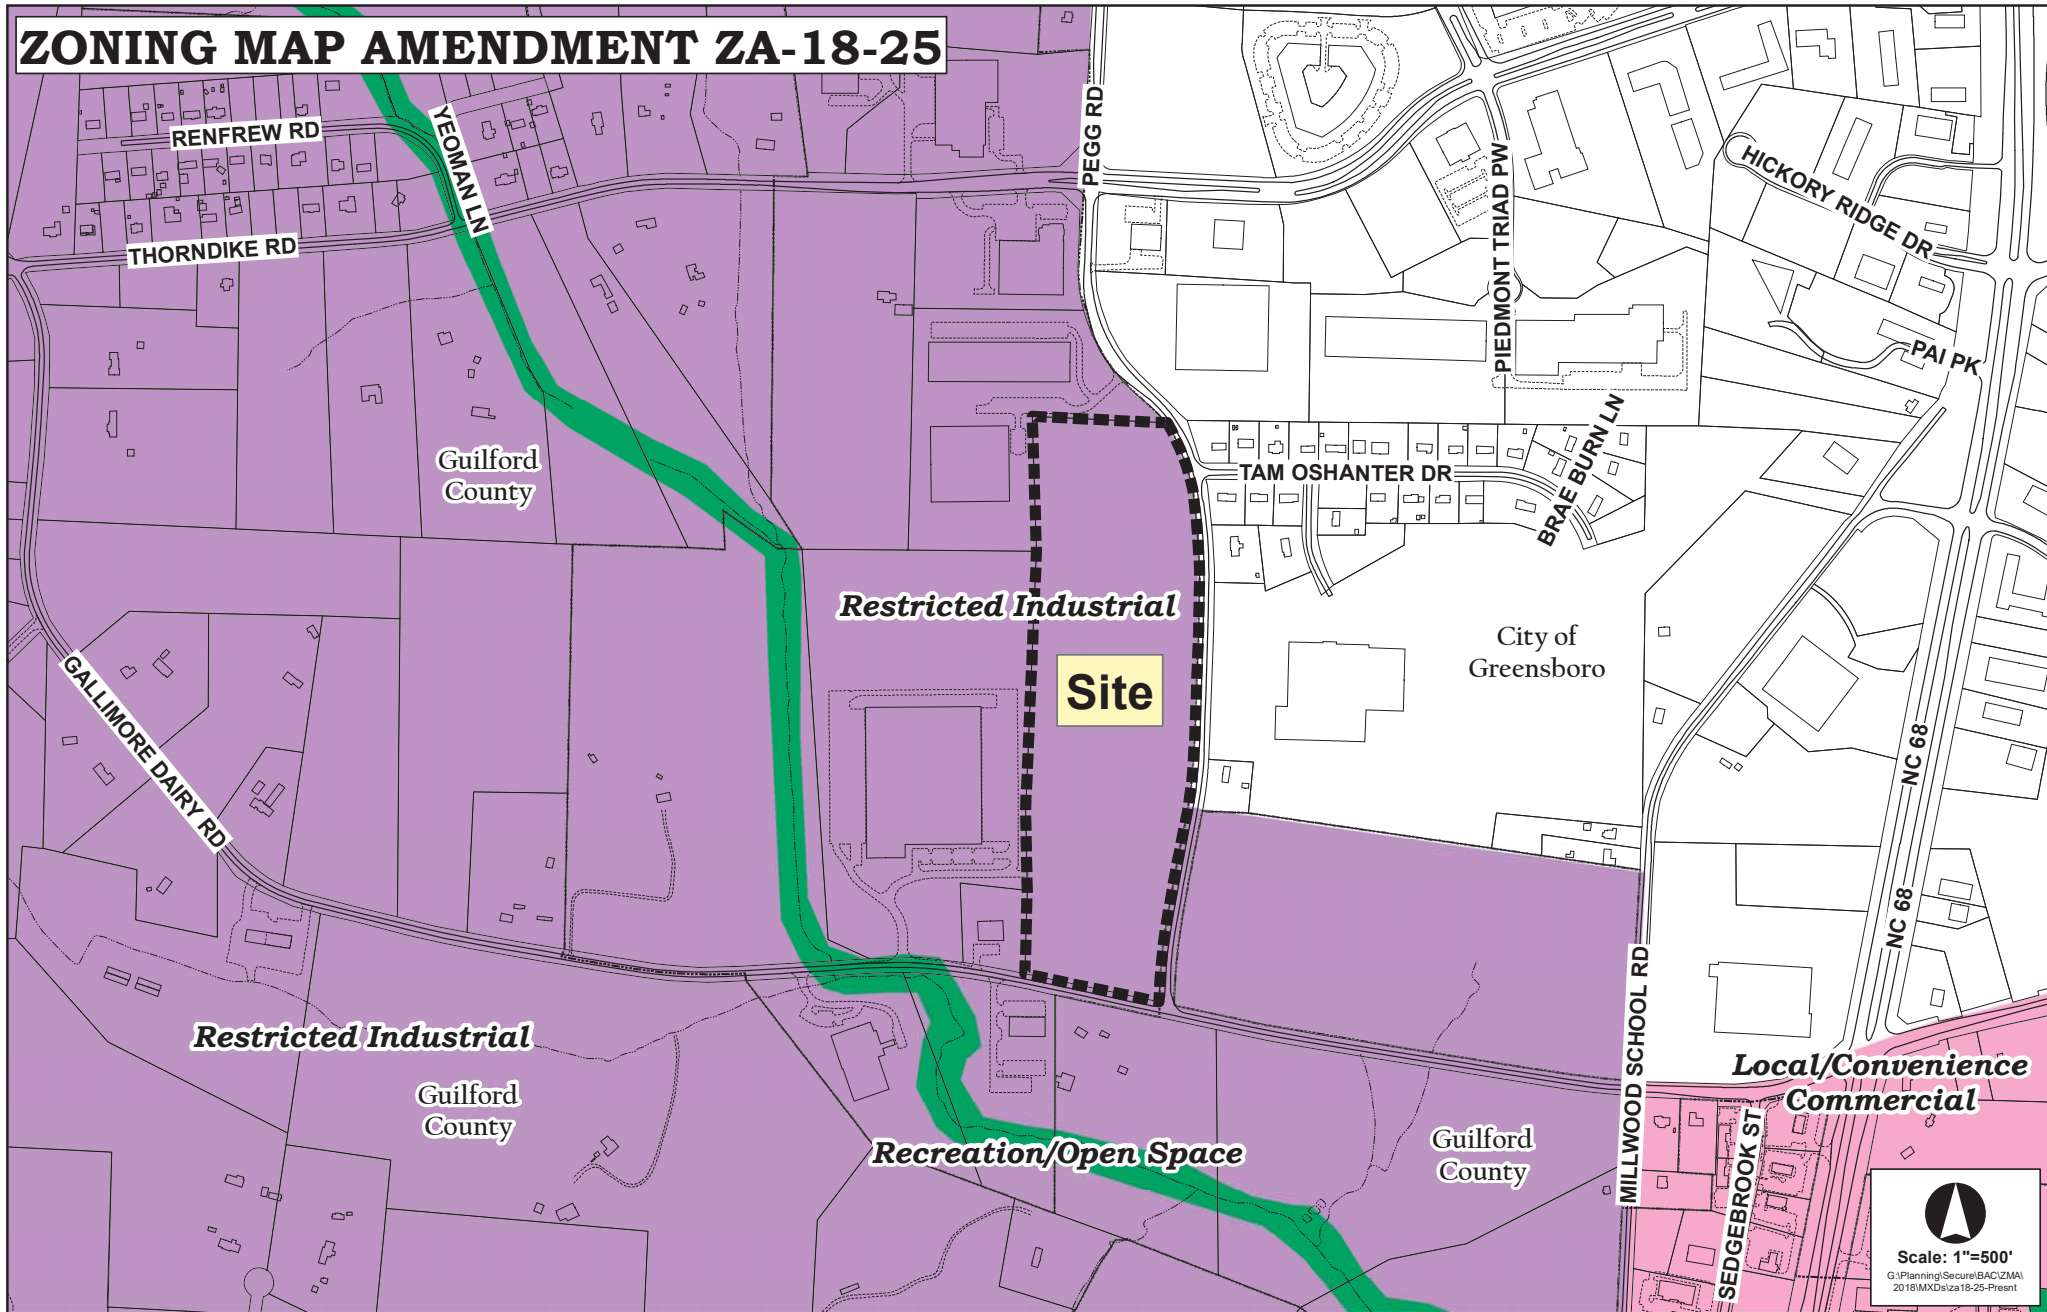 ZONING MAP AMENDMENT ZA-18-25
RENFREW RD
YEOMAN LN
THORNDIKE RD
PEGG RD
PIEDMONT TRIAD PW
HICKORY RIDGE DR
PAI PK
Guilford
County
TAM OSHANTER DR
BRAE BURN LN
Restricted Industrial
Site
City of
Greensboro
GALLIMORE DAIRY RD
NC 68
NC 68
MILLWOOD SCHOOL RD
Restricted Industrial
Guilford
County
Recreation/Open Space
Guilford
County
Local/Convenience
Commercial
SEDGEBROOK ST
Scale: 1"=500'
G:\Planning\Secure\BAC\ZMA\
2018\MXDs\za18-25-Presnt